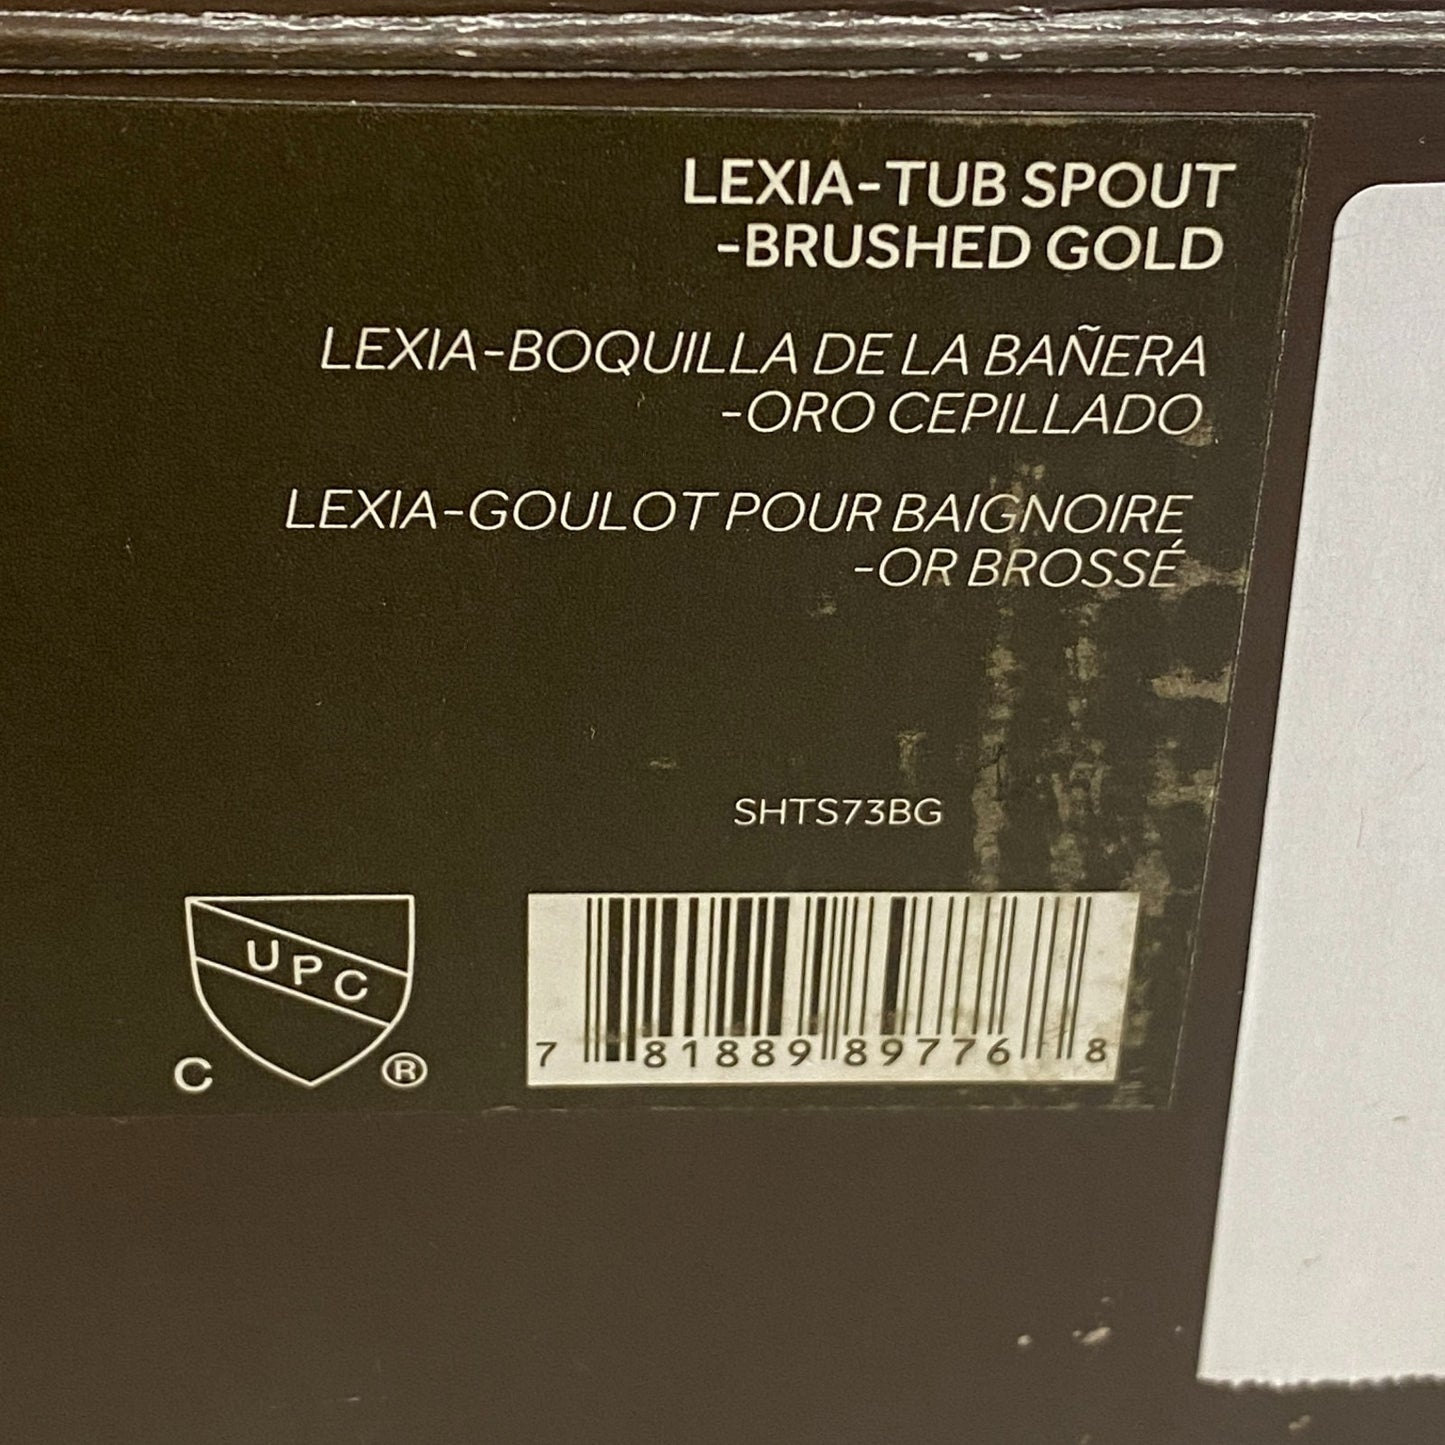 LEXIA-TUB SPOUT
-BRUSHED GOLD
LEXIA-BOQUILLA DE LA BAÑERA
-ORO CEPILLADO
LEXIA-GOULOT POUR BAIGNOIRE
-OR BROSSÉ
SHTS73BG
UPC
C ®
7 81889 89776 8